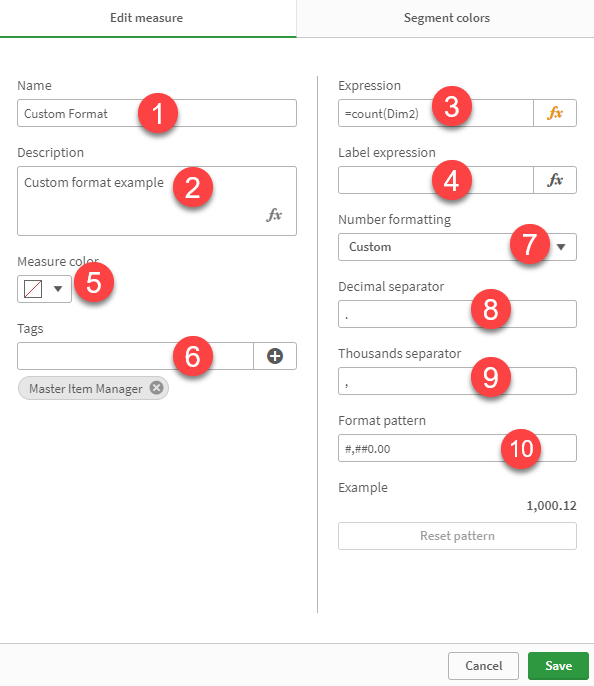 Edit measure
Segment colors
Name
Custom Format
1
Description
Custom format example
2
fx
Measure color
5
Tags
6
Master Item Manager
Expression
=count(Dim2)
3
fx
Label expression
4
fx
Number formatting
Custom
7
Decimal separator
.
8
Thousands separator
,
9
Format pattern
#,##0.00
10
Example
1,000.12
Reset pattern
Cancel
Save